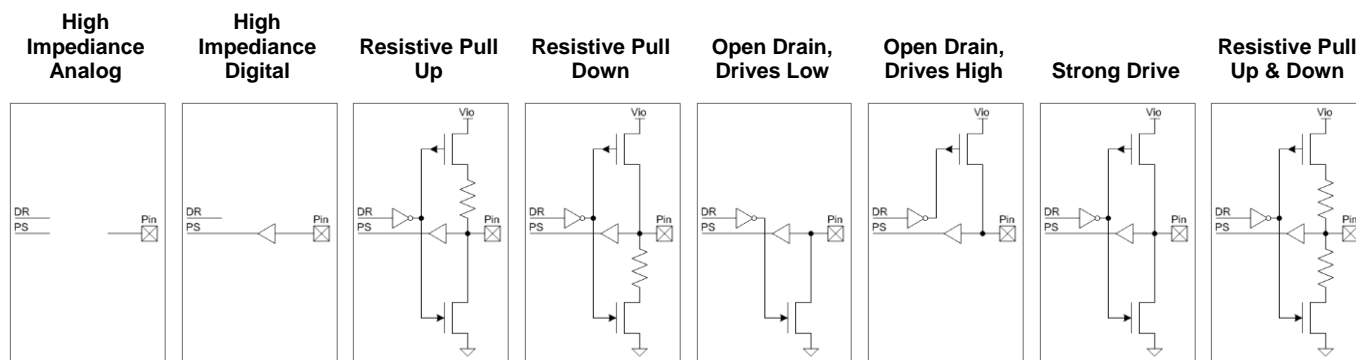 High
Impediance
Analog
High
Impediance
Digital
Resistive Pull
Up
Resistive Pull
Down
Open Drain,
Drives Low
Open Drain,
Drives High
Strong Drive
Resistive Pull
Up & Down
DR
PS
Pin
DR
PS
Pin
Vio
DR
PS
Pin
Vio
DR
PS
Pin
DR
PS
Pin
Vio
DR
PS
Pin
Vio
DR
PS
Pin
Vio
DR
PS
Pin